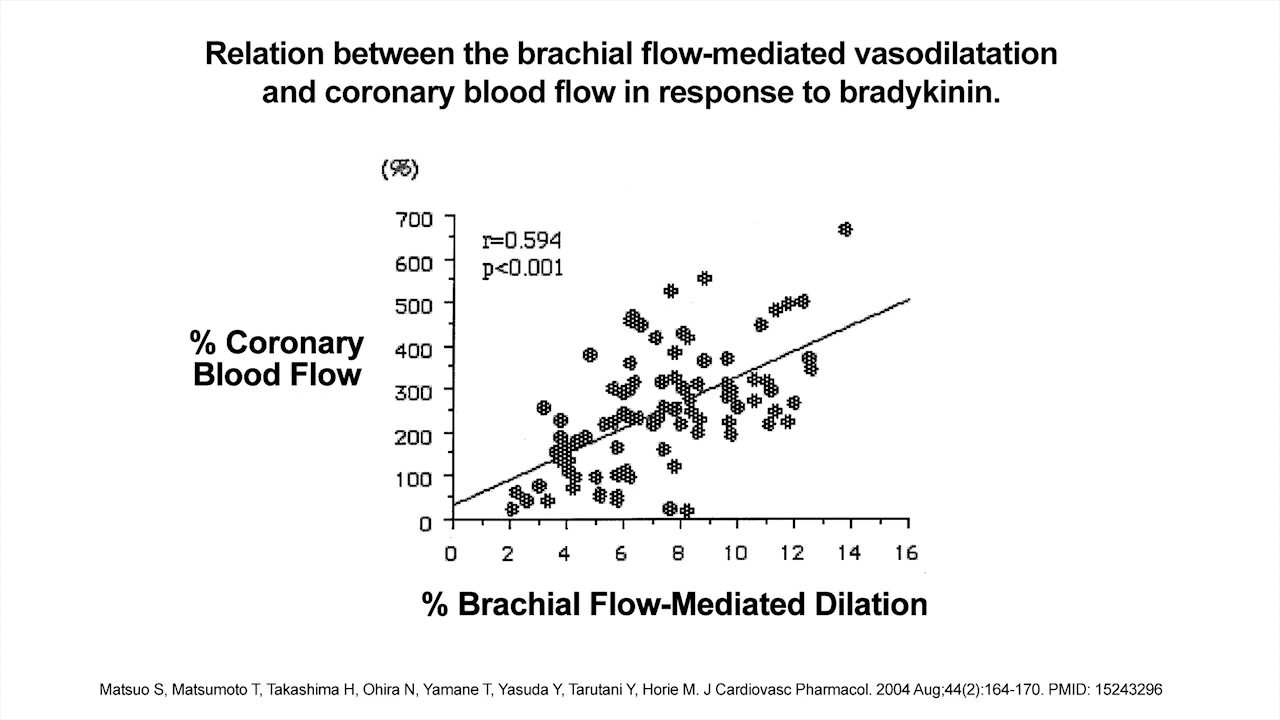 Relation between the brachial flow-mediated vasodilatation
and coronary blood flow in response to bradykinin.
(%)
700
600
500
400
300
200
100
0
r=0.594
p<0.001
% Coronary
Blood Flow
0 2 4 6 8 10 12 14 16
% Brachial Flow-Mediated Dilation
Matsuo S, Matsumoto T, Takashima H, Ohira N, Yamane T, Yasuda Y, Tarutani Y, Horie M. J Cardiovasc Pharmacol. 2004 Aug;44(2):164-170. PMID: 15243296